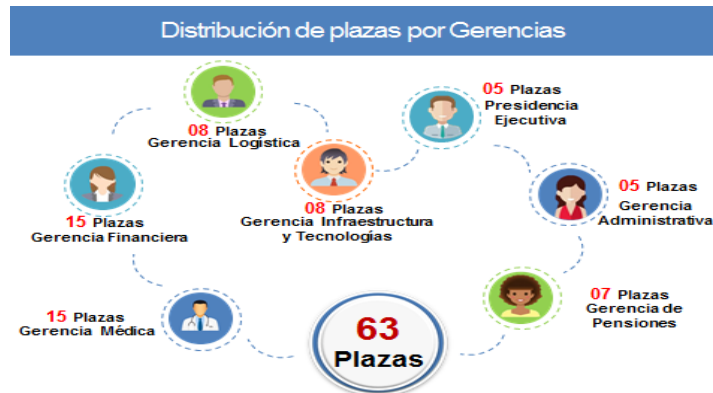 Distribución de plazas por Gerencias
08 Plazas
Gerencia Logística
05 Plazas
Presidencia
Ejecutiva
15 Plazas
Gerencia Financiera
08 Plazas
Gerencia Infraestructura
y Tecnologías
05 Plazas
Gerencia
Administrativa
15 Plazas
Gerencia Médica
63
Plazas
07 Plazas
Gerencia de
Pensiones